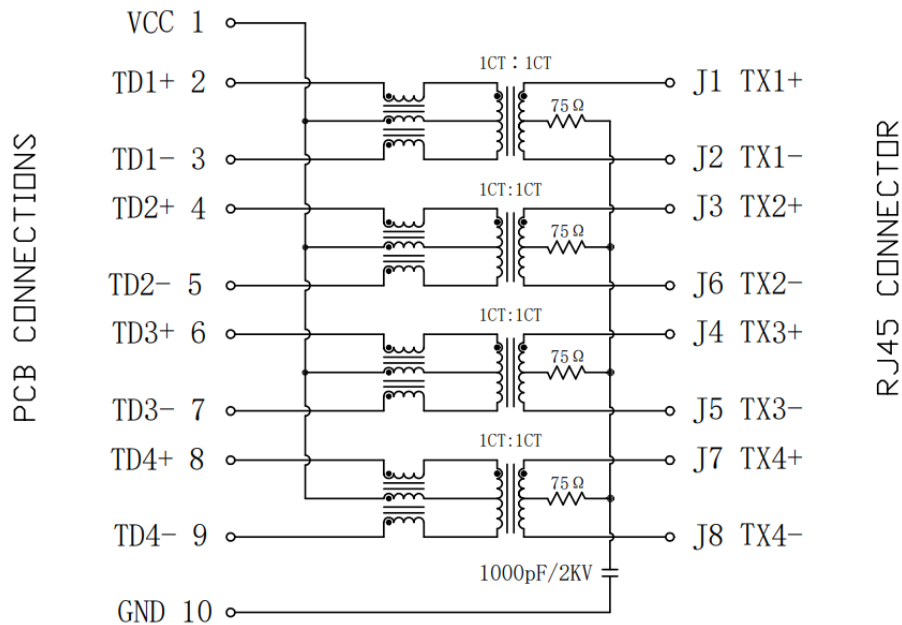 VCC 1
1CT : 1CT
TD1+ 2
J1 TX1+
75Ω
TD1- 3
J2 TX1-
1CT:1CT
TD2+ 4
J3 TX2+
75Ω
TD2- 5
J6 TX2-
1CT:1CT
TD3+ 6
J4 TX3+
75Ω
TD3- 7
J5 TX3-
1CT:1CT
TD4+ 8
J7 TX4+
75Ω
TD4- 9
J8 TX4-
1000pF/2KV
GND 10
PCB CONNECTIONS
RJ45 CONNECTOR